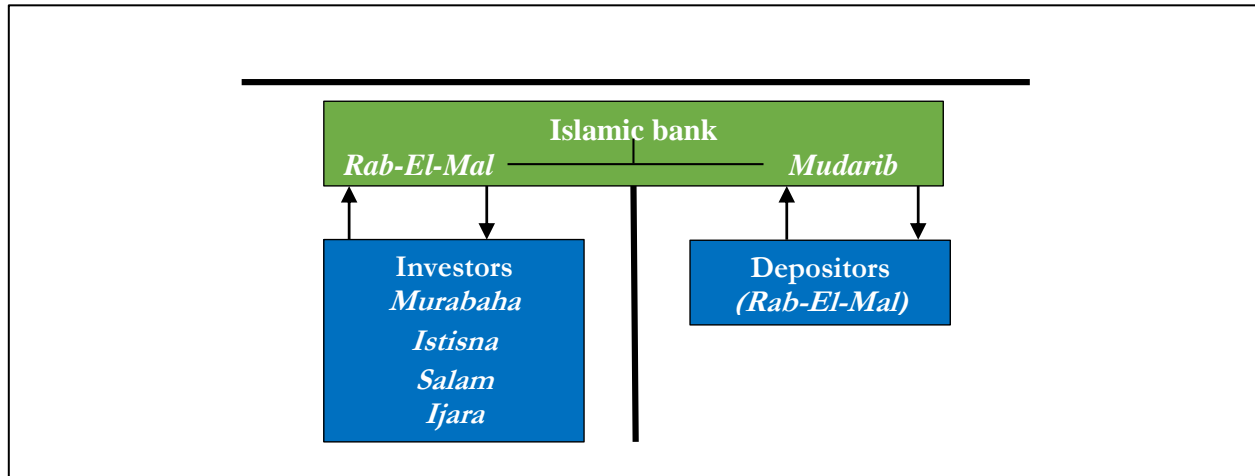 Islamic bank
Rab-El-Mal Mudarib
Investors
Murabaha
Istisna
Salam
Ijara
Depositors
(Rab-El-Mal)